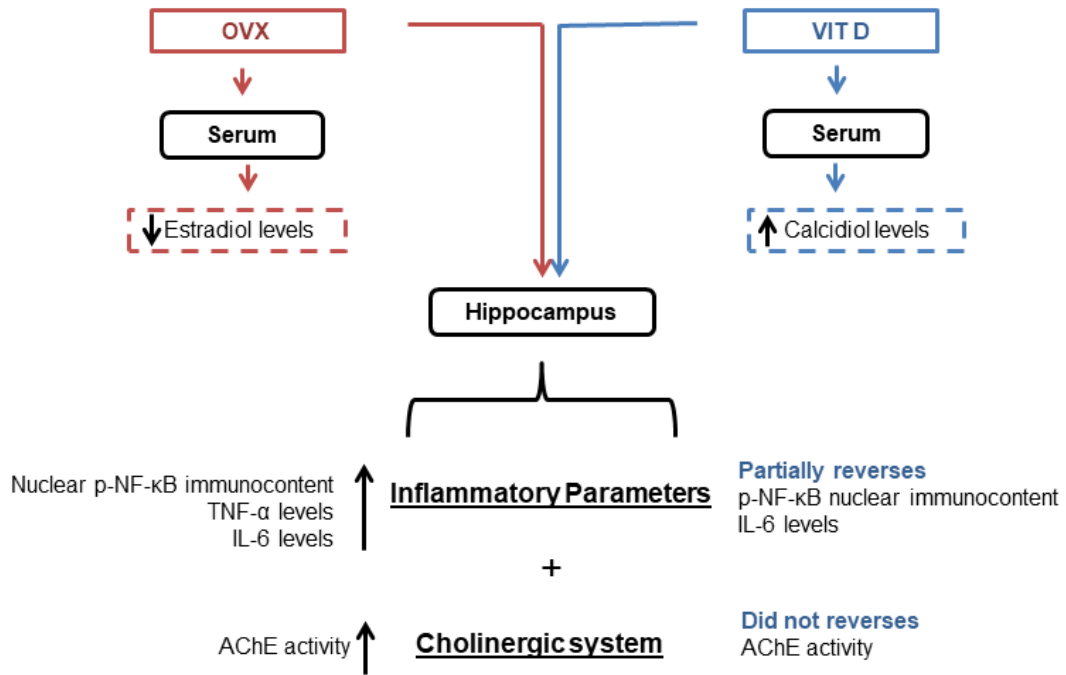 OVX
VIT D
Serum
Serum
Estradiol levels
Calcidiol levels
Hippocampus
Nuclear p-NF-κB immunocontent
TNF-α levels
IL-6 levels
Inflammatory Parameters
Partially reverses
p-NF-κB nuclear immunocontent
IL-6 levels
+
AChE activity
Cholinergic system
Did not reverses
AChE activity